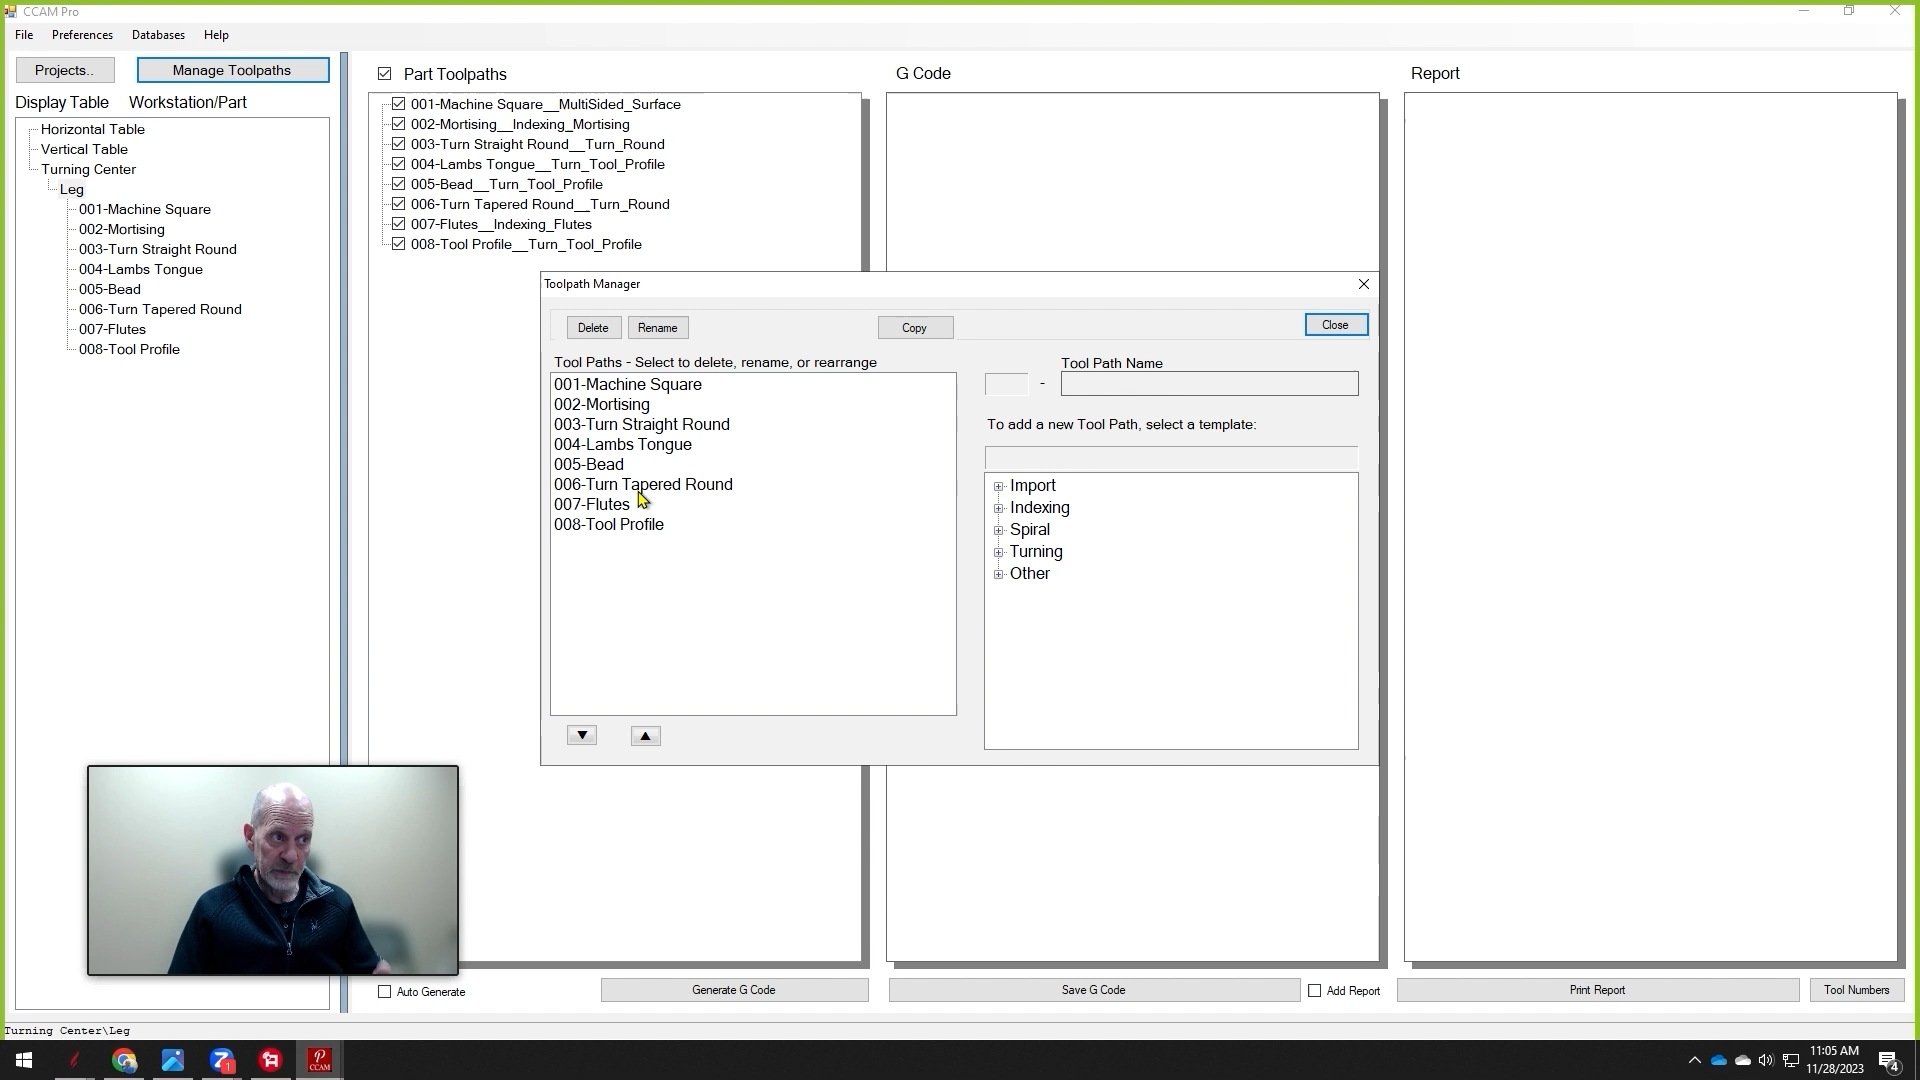 CCAM Pro
File Preferences Databases Help
Projects.. Manage Toolpaths
Display Table Workstation/Part
Horizontal Table
Vertical Table
Turning Center
Leg
001-Machine Square
002-Mortising
003-Turn Straight Round
004-Lambs Tongue
005-Bead
006-Turn Tapered Round
007-Flutes
008-Tool Profile
Part Toolpaths
001-Machine Square__MultiSided_Surface
002-Mortising__Indexing_Mortising
003-Turn Straight Round__Turn_Round
004-Lambs Tongue__Turn_Tool_Profile
005-Bead__Turn_Tool_Profile
006-Turn Tapered Round__Turn_Round
007-Flutes__Indexing_Flutes
008-Tool Profile__Turn_Tool_Profile
G Code
Report
Toolpath Manager
Delete Rename Copy Close
Tool Paths - Select to delete, rename, or rearrange
001-Machine Square
002-Mortising
003-Turn Straight Round
004-Lambs Tongue
005-Bead
006-Turn Tapered Round
007-Flutes
008-Tool Profile
Tool Path Name
-
To add a new Tool Path, select a template:
Import
Indexing
Spiral
Turning
Other
Auto Generate Generate G Code Save G Code Add Report Print Report Tool Numbers
Turning Center\Leg
1
P
CCAM
11:05 AM
11/28/2023
4